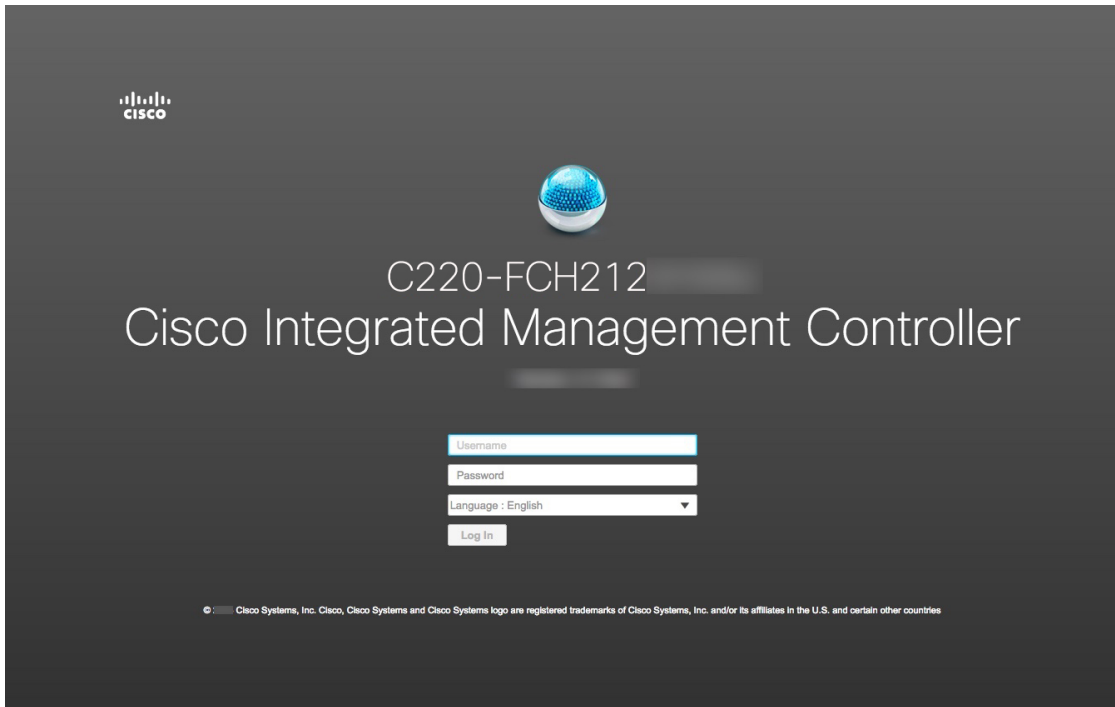 CISCO
C220-FCH212
Cisco Integrated Management Controller
Username
Password
Language : English
Log In
© Cisco Systems, Inc. Cisco, Cisco Systems and Cisco Systems logo are registered trademarks of Cisco Systems, Inc. and/or its affiliates in the U.S. and certain other countries